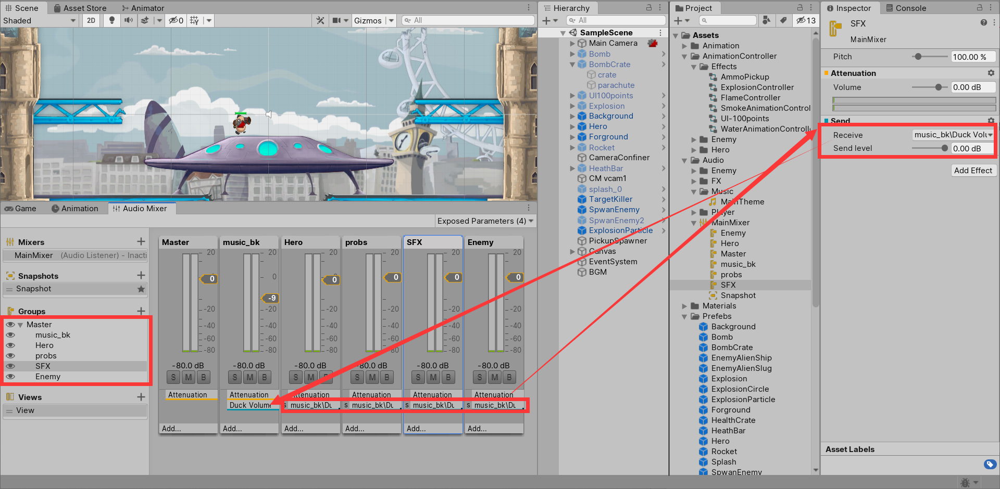 Scene
Asset Store
Animator
Shaded
2D
0
Gizmos
All
Game
Animation
Audio Mixer
Exposed Parameters (4)
Mixers
MainMixer (Audio Listener) - Inacti
Snapshots
Snapshot
Groups
Master
music_bk
Hero
probs
SFX
Enemy
Views
View
Master
20
0
-20
-40
-60
-80
-80.0 dB
S M B
Attenuation
Add...
music_bk
20
0
-9
-20
-40
-60
-80
-80.0 dB
S M B
Attenuation
Duck Volume
Add...
Hero
20
0
-20
-40
-60
-80
-80.0 dB
S M B
Attenuation
s music_bk\Du
Add...
probs
20
0
-20
-40
-60
-80
-80.0 dB
S M B
Attenuation
s music_bk\Du
Add...
SFX
20
0
-20
-40
-60
-80
-80.0 dB
S M B
Attenuation
s music_bk\Du
Add...
Enemy
20
0
-20
-40
-60
-80
-80.0 dB
S M B
Attenuation
s music_bk\Du
Add...
Hierarchy
All
SampleScene
Main Camera
Bomb
BombCrate
crate
parachute
UI100points
Explosion
Background
Hero
Forground
Rocket
CameraConfiner
HeathBar
CM vcam1
splash_0
TargetKiller
SpwanEnemy
SpwanEnemy2
ExplosionParticle
PickupSpawner
Canvas
EventSystem
BGM
Project
13
Assets
Animation
AnimationController
Effects
AmmoPickup
ExplosionController
FlameController
SmokeAnimationControl
UI-100points
WaterAnimationControll
Enemy
Hero
Audio
Enemy
FX
Music
MainTheme
Player
MainMixer
Enemy
Hero
Master
music_bk
probs
SFX
Snapshot
Materials
Prefebs
Background
Bomb
BombCrate
EnemyAlienShip
EnemyAlienSlug
Explosion
ExplosionCircle
ExplosionParticle
Forground
HealthCrate
HeathBar
Hero
Rocket
Splash
SpwanEnemy
Inspector
Console
SFX
MainMixer
Pitch 100.00 %
Attenuation
Volume 0.00 dB
Send
Receive music_bk\Duck Volu
Send level 0.00 dB
Add Effect
Asset Labels